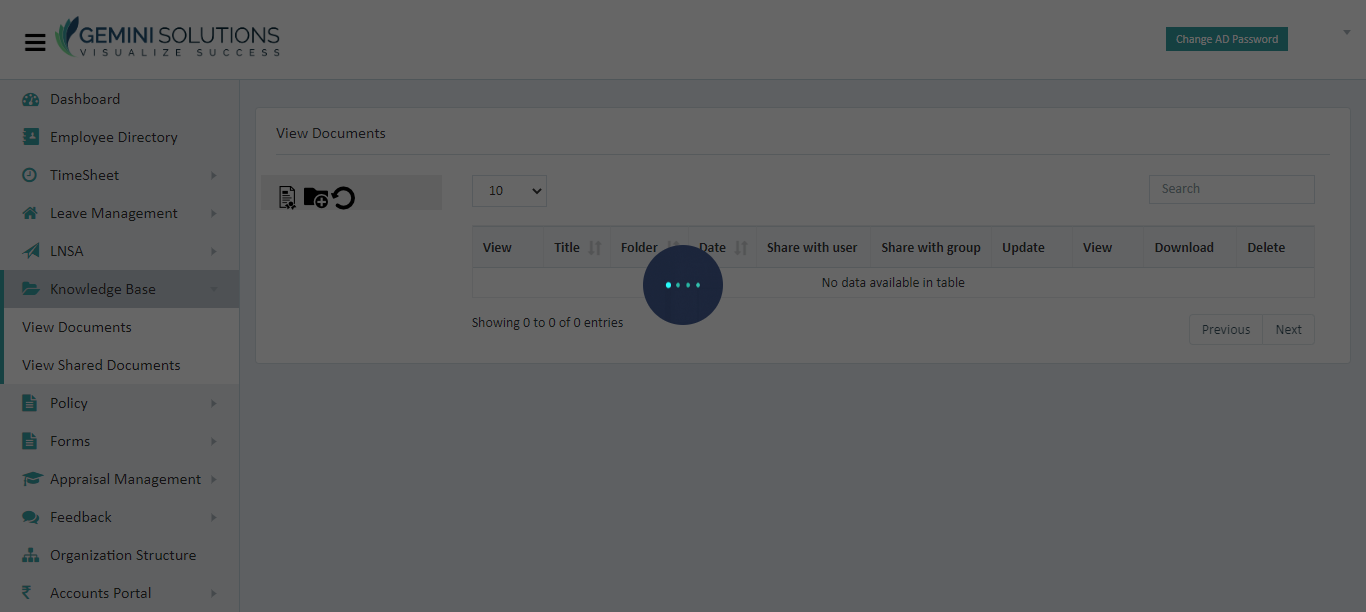 GEMINI SOLUTIONS
VISUALIZE SUCCESS
Change AD Password
Dashboard
Employee Directory
TimeSheet
Leave Management
LNSA
Knowledge Base
View Documents
View Shared Documents
Policy
Forms
Appraisal Management
Feedback
Organization Structure
₹ Accounts Portal
View Documents
10
Search
View Title Folder Date Share with user Share with group Update View Download Delete
No data available in table
Showing 0 to 0 of 0 entries
Previous Next